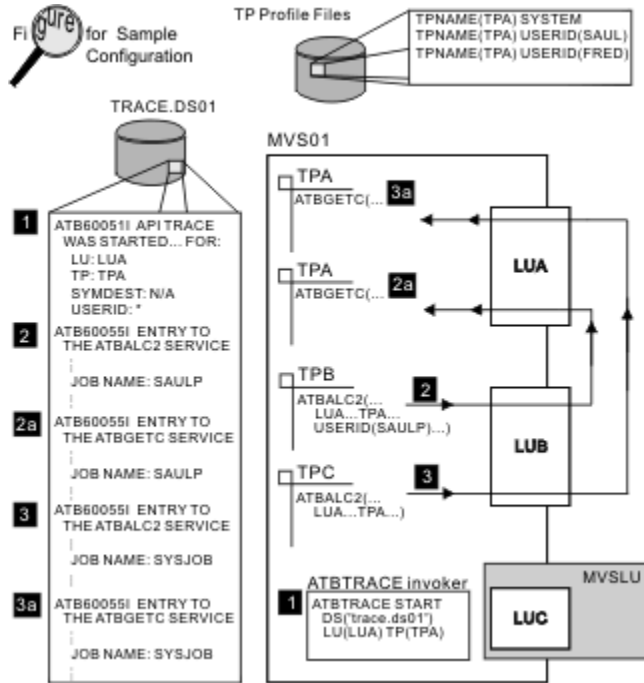 Figure for Sample
Configuration
TP Profile Files
TPNAME(TPA) SYSTEM
TPNAME(TPA) USERID(SAUL)
TPNAME(TPA) USERID(FRED)
TRACE.DS01
1
ATB60051I API TRACE
WAS STARTED... FOR:
LU: LUA
TP: TPA
SYMDEST: N/A
USERID: *
2
ATB60055I ENTRY TO
THE ATBALC2 SERVICE
JOB NAME: SAULP
2a
ATB60055I ENTRY TO
THE ATBGETC SERVICE
JOB NAME: SAULP
3
ATB60055I ENTRY TO
THE ATBALC2 SERVICE
JOB NAME: SYSJOB
3a
ATB60055I ENTRY TO
THE ATBGETC SERVICE
JOB NAME: SYSJOB
MVS01
TPA
ATBGETC(... 3a
TPA
ATBGETC(... 2a
TPB
ATBALC2(...
LUA...TPA...
USERID(SAULP)...)
2
TPC
ATBALC2(...
LUA...TPA...)
3
LUA
LUB
ATBTRACE invoker
1
ATBTRACE START
DS("trace.ds01")
LU(LUA) TP(TPA)
MVSLU
LUC